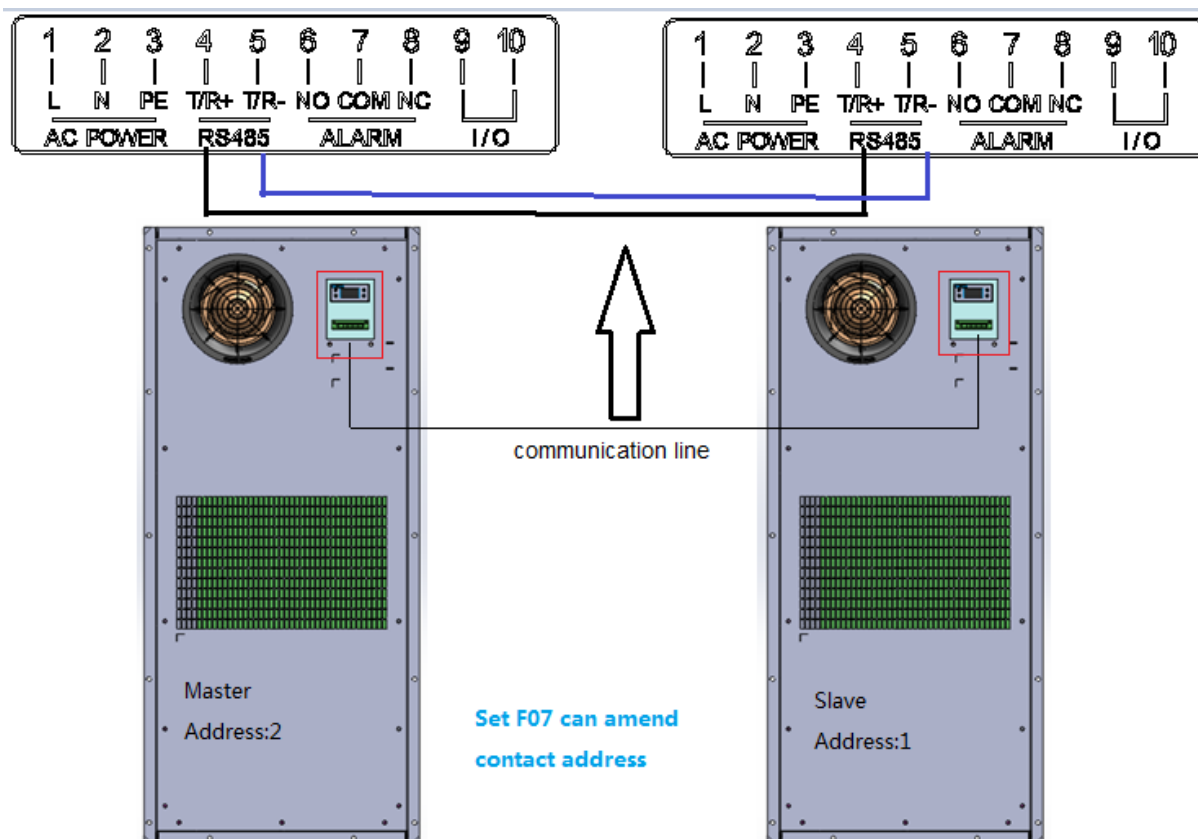 1 2 3 4 5 6 7 8 9 10
L N PE T/R+ T/R- NO COM NC
AC POWER RS485 ALARM I/O
1 2 3 4 5 6 7 8 9 10
L N PE T/R+ T/R- NO COM NC
AC POWER RS485 ALARM I/O
communication line
Master
Address:2
Set F07 can amend
contact address
Slave
Address:1